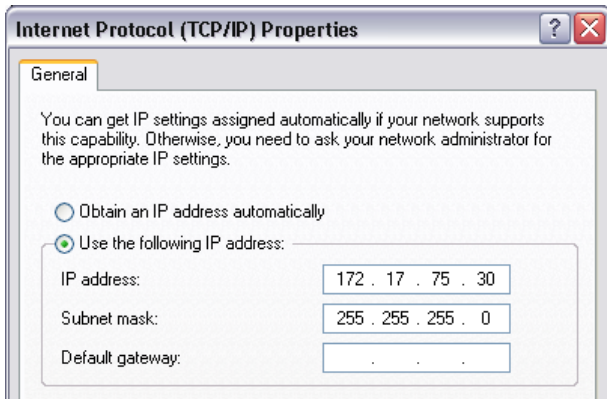 Internet Protocol (TCP/IP) Properties
General
You can get IP settings assigned automatically if your network supports
this capability. Otherwise, you need to ask your network administrator for
the appropriate IP settings.
Obtain an IP address automatically
Use the following IP address:
IP address: 172 . 17 . 75 . 30
Subnet mask: 255 . 255 . 255 . 0
Default gateway: . . .